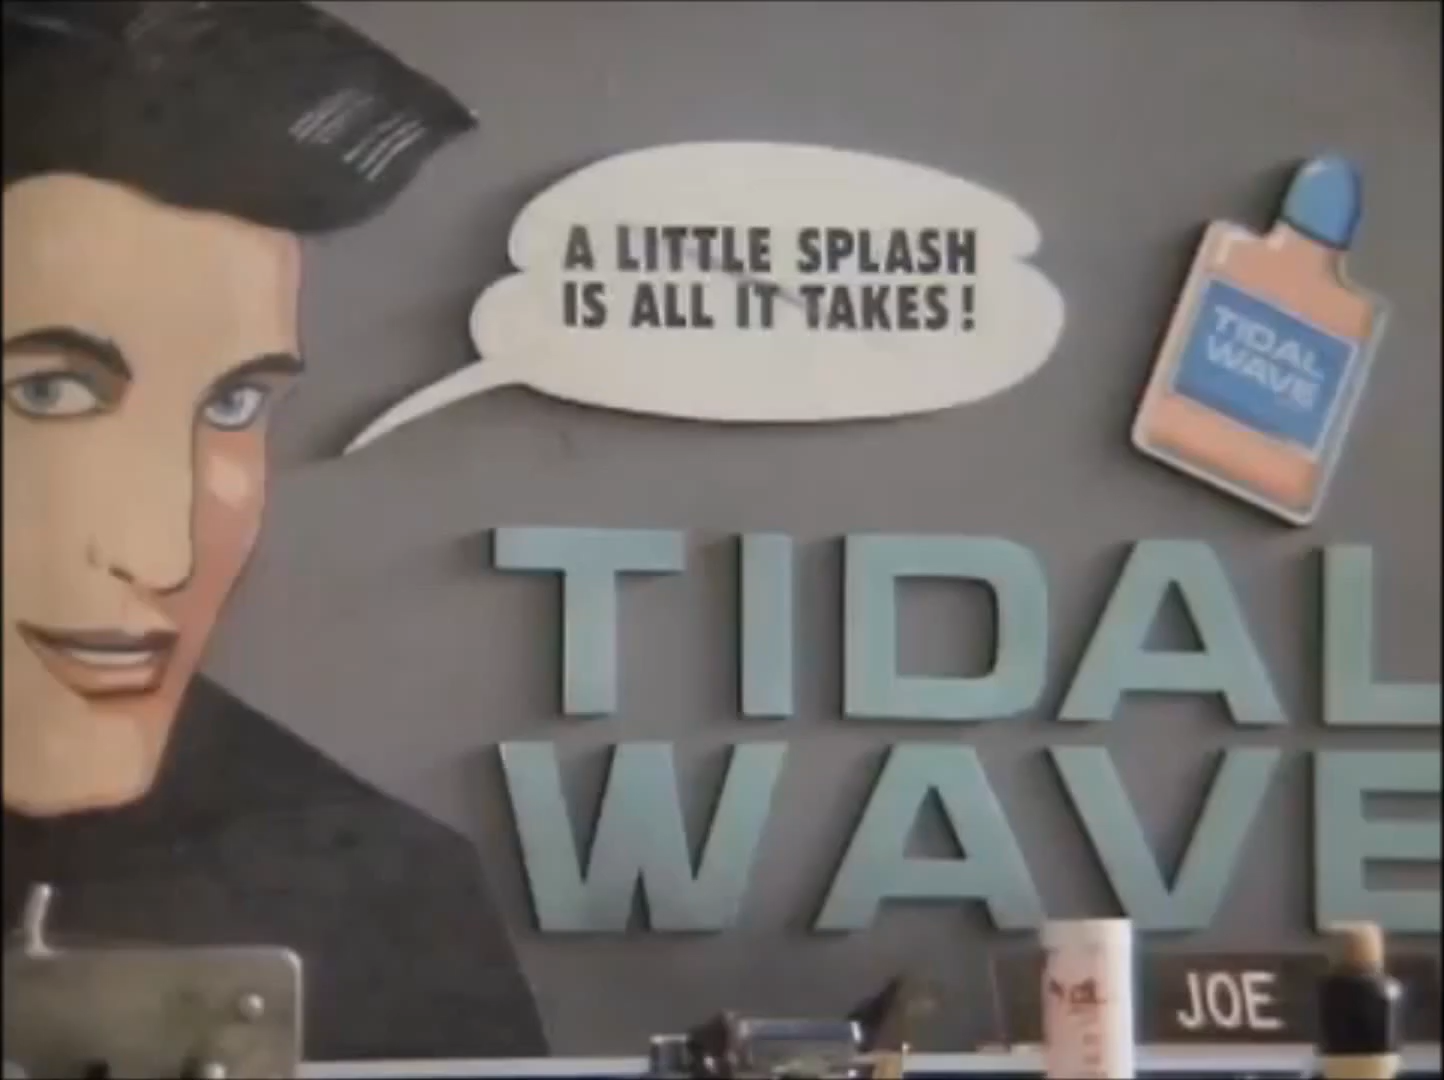 A LITTLE SPLASH
IS ALL IT TAKES!
TIDAL
WAVE
TIDAL
WAVE
JOE